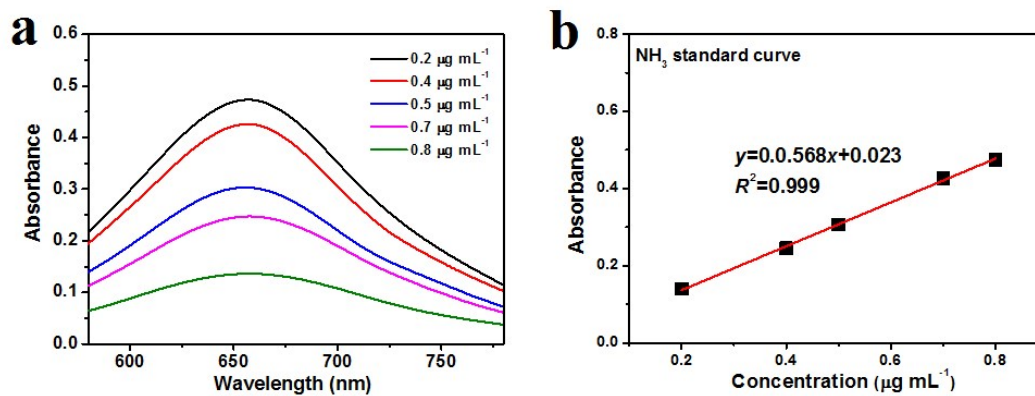 a
0.6
0.5
0.4
0.3
0.2
0.1
0.0
Absorbance
600
650
700
750
Wavelength (nm)
0.2 μg mL⁻¹
0.4 μg mL⁻¹
0.5 μg mL⁻¹
0.7 μg mL⁻¹
0.8 μg mL⁻¹
b
0.8
0.6
0.4
0.2
0.0
Absorbance
0.2
0.4
0.6
0.8
Concentration (μg mL⁻¹)
NH₃ standard curve
y=0.0.568x+0.023
R²=0.999